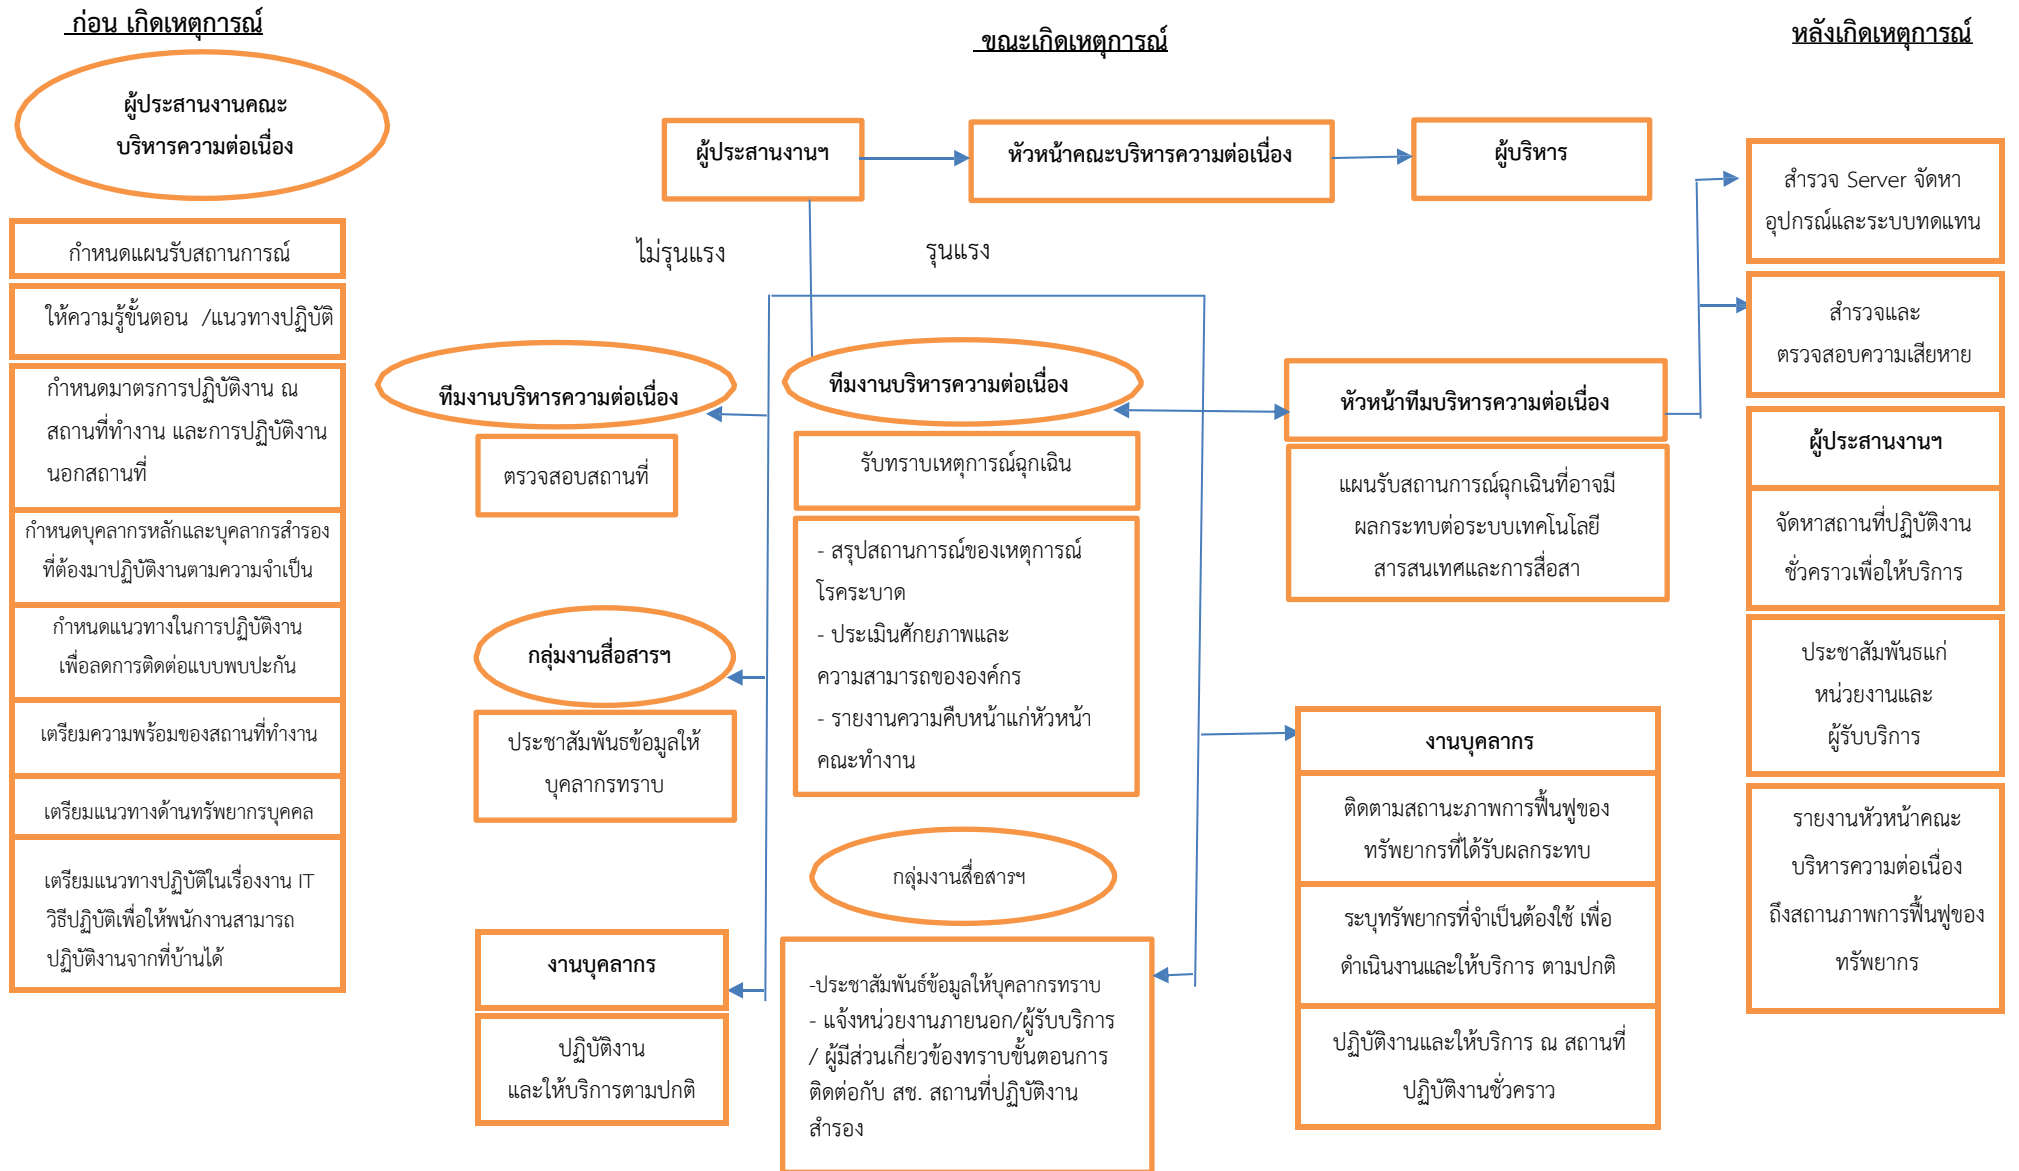 ก่อน เกิดเหตุการณ์
ผู้ประสานงานคณะ
บริหารความต่อเนื่อง
กำหนดแผนรับสถานการณ์
ให้ความรู้ขั้นตอน /แนวทางปฏิบัติ
กำหนดมาตรการปฏิบัติงาน ณ
สถานที่ทำงาน และการปฏิบัติงาน
นอกสถานที่
กำหนดบุคลากรหลักและบุคลากรสำรอง
ที่ต้องมาปฏิบัติงานตามความจำเป็น
กำหนดแนวทางในการปฏิบัติงาน
เพื่อลดการติดต่อแบบพบปะกัน
เตรียมความพร้อมของสถานที่ทำงาน
เตรียมแนวทางด้านทรัพยากรบุคคล
เตรียมแนวทางปฏิบัติในเรื่องงาน IT
วิธีปฏิบัติเพื่อให้พนักงานสามารถ
ปฏิบัติงานจากที่บ้านได้
ขณะเกิดเหตุการณ์
ผู้ประสานงานฯ
หัวหน้าคณะบริหารความต่อเนื่อง
ผู้บริหาร
ไม่รุนแรง
รุนแรง
ทีมงานบริหารความต่อเนื่อง
ตรวจสอบสถานที่
กลุ่มงานสื่อสารฯ
ประชาสัมพันธข้อมูลให้
บุคลากรทราบ
งานบุคลากร
ปฏิบัติงาน
และให้บริการตามปกติ
ทีมงานบริหารความต่อเนื่อง
รับทราบเหตุการณ์ฉุกเฉิน
- สรุปสถานการณ์ของเหตุการณ์
โรคระบาด
- ประเมินศักยภาพและ
ความสามารถขององค์กร
- รายงานความคืบหน้าแก่หัวหน้า
คณะทำงาน
กลุ่มงานสื่อสารฯ
-ประชาสัมพันธ์ข้อมูลให้บุคลากรทราบ
- แจ้งหน่วยงานภายนอก/ผู้รับบริการ
/ ผู้มีส่วนเกี่ยวข้องทราบขั้นตอนการ
ติดต่อกับ สช. สถานที่ปฏิบัติงาน
สำรอง
หัวหน้าทีมบริหารความต่อเนื่อง
แผนรับสถานการณ์ฉุกเฉินที่อาจมี
ผลกระทบต่อระบบเทคโนโลยี
สารสนเทศและการสื่อสา
งานบุคลากร
ติดตามสถานะภาพการฟื้นฟูของ
ทรัพยากรที่ได้รับผลกระทบ
ระบุทรัพยากรที่จำเป็นต้องใช้ เพื่อ
ดำเนินงานและให้บริการ ตามปกติ
ปฏิบัติงานและให้บริการ ณ สถานที่
ปฏิบัติงานชั่วคราว
หลังเกิดเหตุการณ์
สำรวจ Server จัดหา
อุปกรณ์และระบบทดแทน
สำรวจและ
ตรวจสอบความเสียหาย
ผู้ประสานงานฯ
จัดหาสถานที่ปฏิบัติงาน
ชั่วคราวเพื่อให้บริการ
ประชาสัมพันธแก่
หน่วยงานและ
ผู้รับบริการ
รายงานหัวหน้าคณะ
บริหารความต่อเนื่อง
ถึงสถานภาพการฟื้นฟูของ
ทรัพยากร